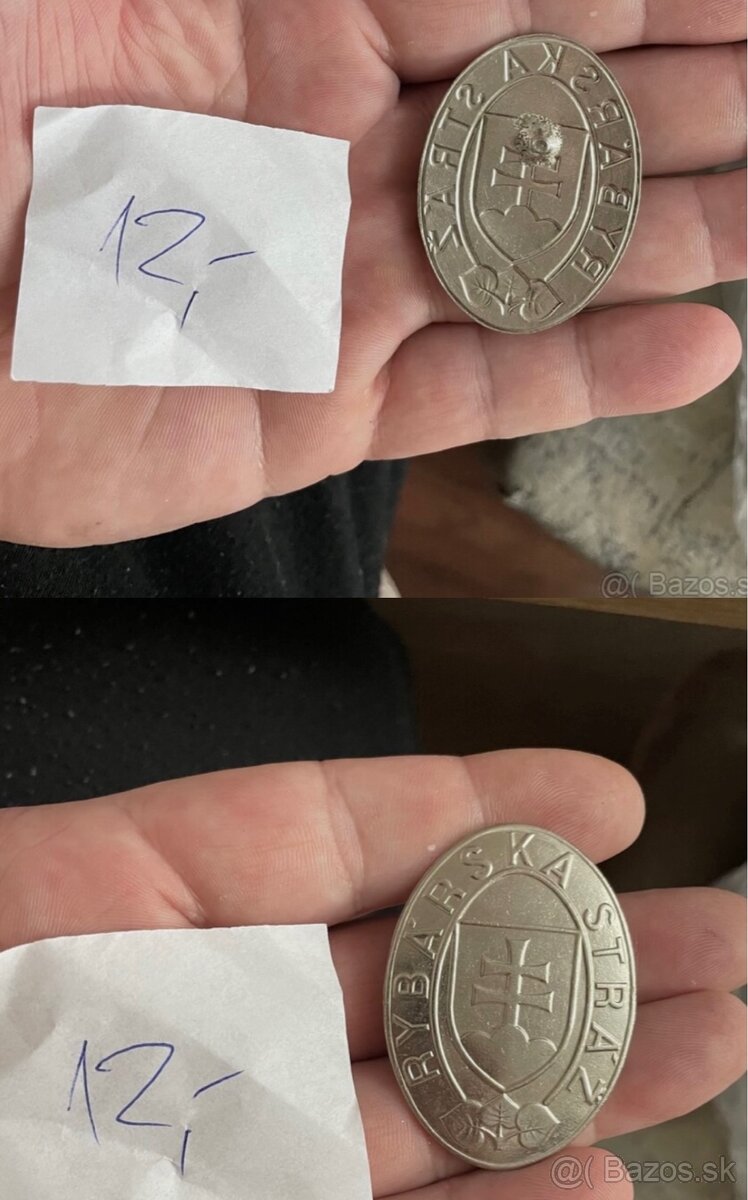 12,-
RYBÁRSKA STRÁŽ
@( Bazos.s
12,-
RYBÁRSKA STRÁŽ
@( Bazos.sk